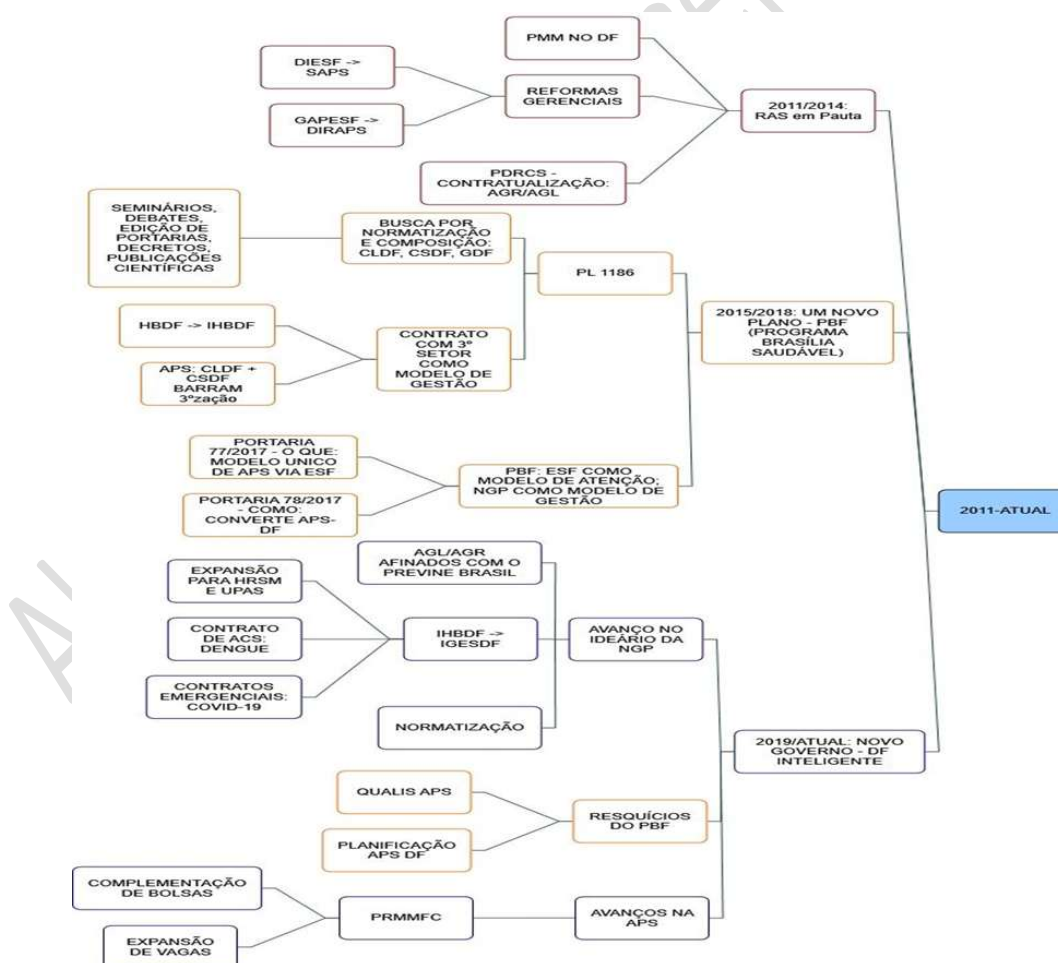 PMM NO DF
DIESF ->
SAPS
REFORMAS
GERENCIAIS
GAPESF ->
DIRAPS
2011/2014:
RAS em Pauta
PDRCS -
CONTRATUALIZAÇÃO:
AGR/AGL
SEMINÁRIOS,
DEBATES,
EDIÇÃO DE
PORTARIAS,
DECRETOS,
PUBLICAÇÕES
CIENTÍFICAS
BUSCA POR
NORMATIZAÇÃO
E COMPOSIÇÃO:
CLDF, CSDF, GDF
PL 1186
HBDF -> IHBDF
CONTRATO
COM 3º
SETOR
COMO
MODELO DE
GESTÃO
APS: CLDF +
CSDF
BARRAM
3ºzação
2015/2018: UM NOVO
PLANO - PBF
(PROGRAMA
BRASÍLIA
SAUDÁVEL)
PORTARIA
77/2017 - O QUE:
MODELO UNICO
DE APS VIA ESF
PORTARIA 78/2017
- COMO:
CONVERTE APS-
DF
PBF: ESF COMO
MODELO DE ATENÇÃO;
NGP COMO MODELO DE
GESTÃO
2011-ATUAL
AGL/AGR
AFINADOS COM O
PREVINE BRASIL
EXPANSÃO
PARA HRSM
E UPAS
CONTRATO
DE ACS:
DENGUE
CONTRATOS
EMERGENCIAIS:
COVID-19
IHBDF ->
IGESDF
NORMATIZAÇÃO
AVANÇO NO
IDEÁRIO DA
NGP
2019/ATUAL: NOVO
GOVERNO - DF
INTELIGENTE
QUALIS APS
PLANIFICAÇÃO
APS DF
RESQUÍCIOS
DO PBF
COMPLEMENTAÇÃO
DE BOLSAS
EXPANSÃO
DE VAGAS
PRMMFC
AVANÇOS NA
APS